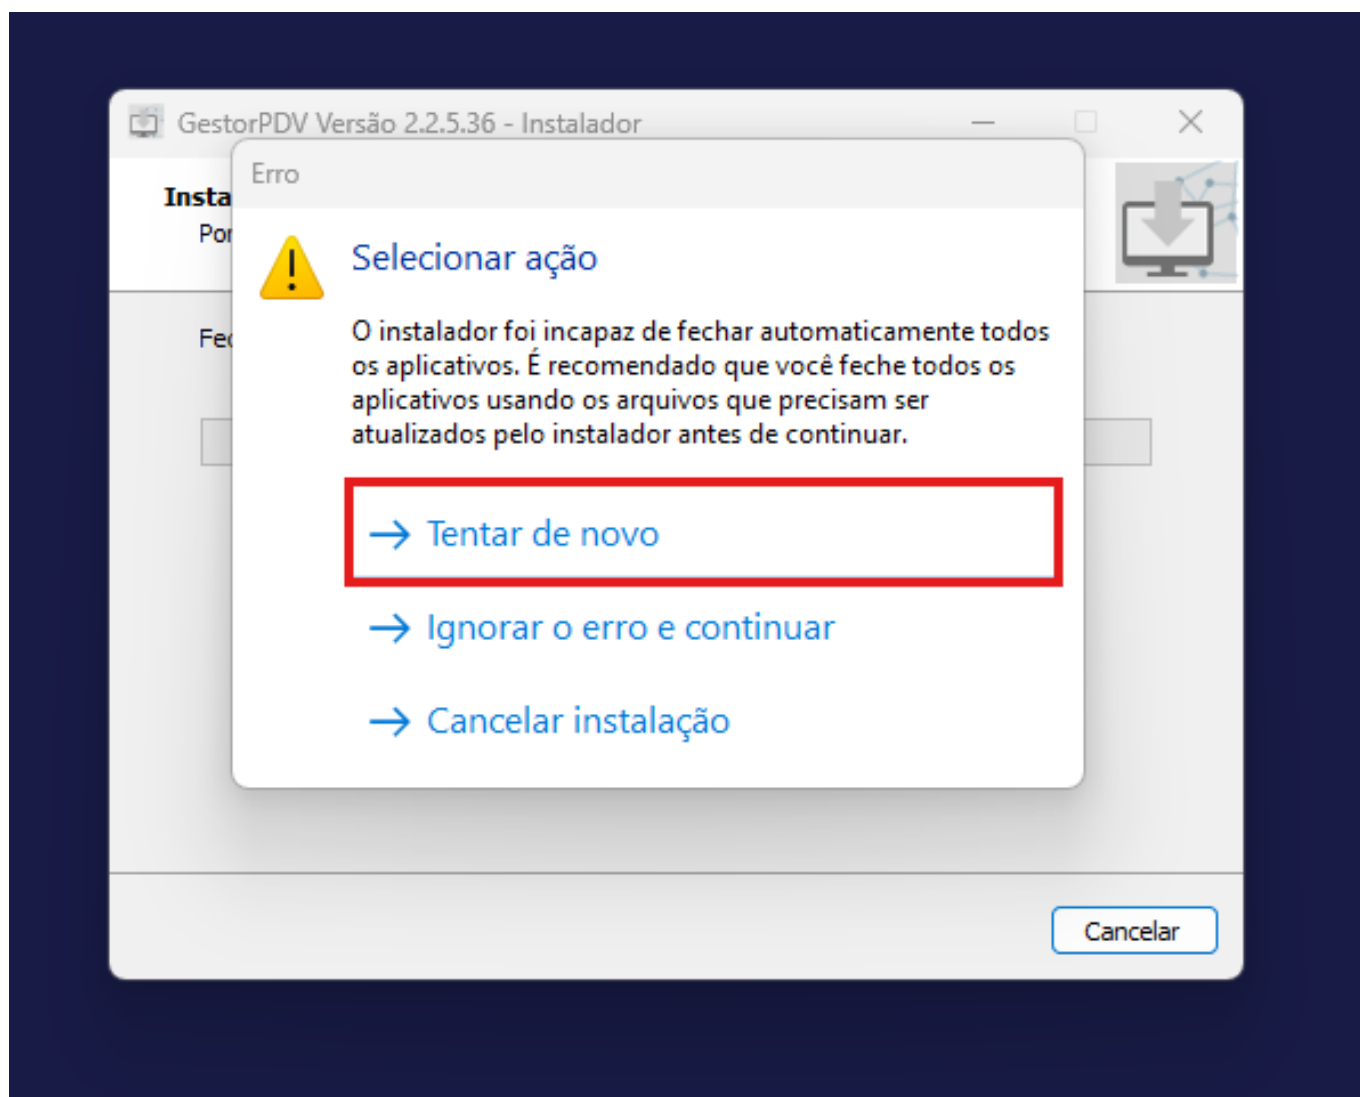 GestorPDV Versão 2.2.5.36 - Instalador
Erro
Selecionar ação
O instalador foi incapaz de fechar automaticamente todos
os aplicativos. É recomendado que você feche todos os
aplicativos usando os arquivos que precisam ser
atualizados pelo instalador antes de continuar.
Tentar de novo
Ignorar o erro e continuar
Cancelar instalação
Cancelar